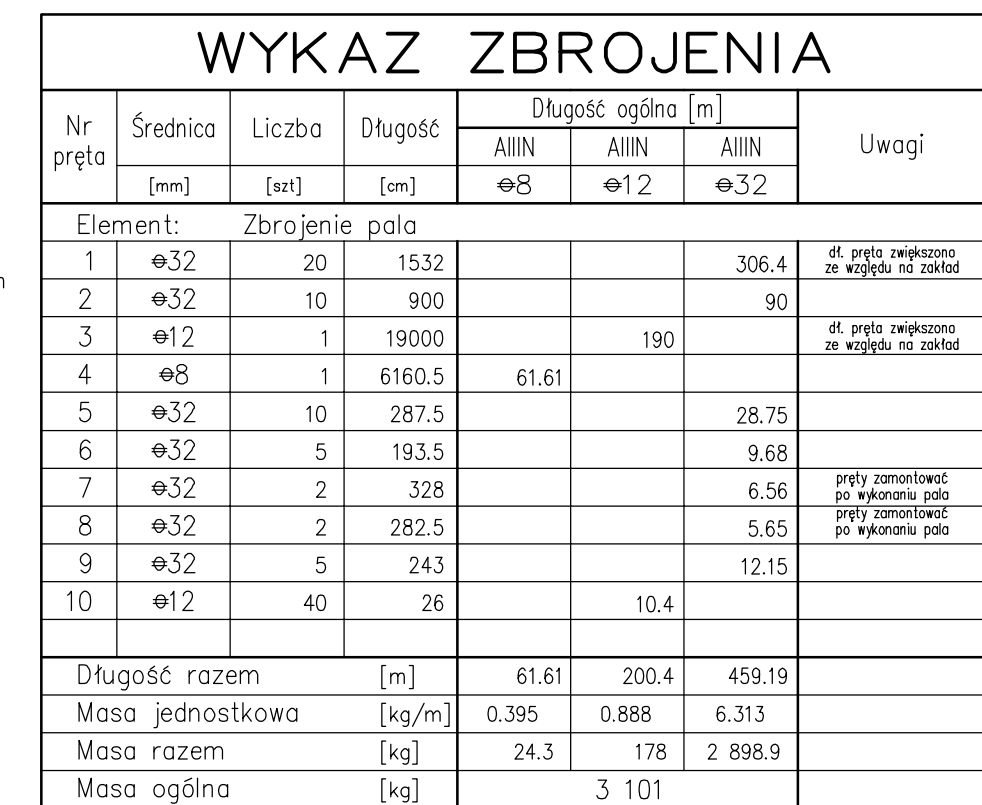 WYKAZ ZBROJENIA
Nr pręta Średnica Liczba Długość Długość ogólna [m] Uwagi
AIIIN AIIIN AIIIN
[mm] [szt] [cm] ⌀8 ⌀12 ⌀32
Element: Zbrojenie pala
1 ⌀32 20 1532 306.4 dł. pręta zwiększono
ze względu na zakład
2 ⌀32 10 900 90
3 ⌀12 1 19000 190 dł. pręta zwiększono
ze względu na zakład
4 ⌀8 1 6160.5 61.61
5 ⌀32 10 287.5 28.75
6 ⌀32 5 193.5 9.68
7 ⌀32 2 328 6.56 pręty zamontować
po wykonaniu pala
8 ⌀32 2 282.5 5.65 pręty zamontować
po wykonaniu pala
9 ⌀32 5 243 12.15
10 ⌀12 40 26 10.4
Długość razem [m] 61.61 200.4 459.19
Masa jednostkowa [kg/m] 0.395 0.888 6.313
Masa razem [kg] 24.3 178 2 898.9
Masa ogólna [kg] 3 101